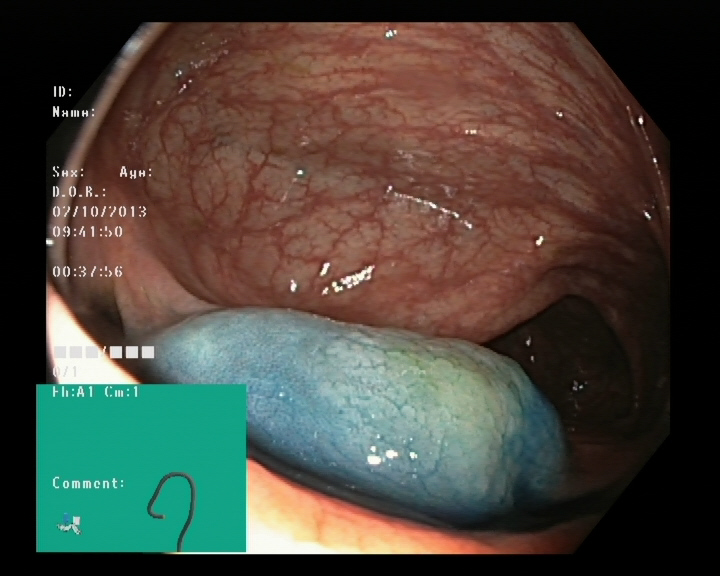 ID:
Name:
Sex: Age:
D.O.B.:
02/10/2013
09:41:50
00:37:56
0/1
Eh:A1 Cm:1
Comment: